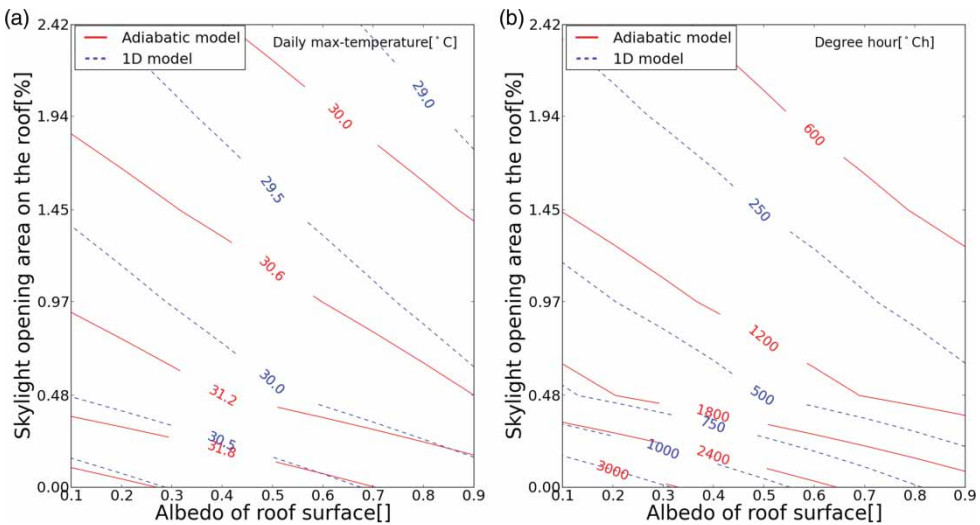 (a)
2.42
1.94
1.45
0.97
0.48
0.00
Skylight opening area on the roof[%]
Adiabatic model
1D model
Daily max-temperature[°C]
29.0
30.0
29.5
30.6
30.0
31.2
30.5
31.8
0.1 0.2 0.3 0.4 0.5 0.6 0.7 0.8 0.9
Albedo of roof surface[]
(b)
2.42
1.94
1.45
0.97
0.48
0.00
Skylight opening area on the roof[%]
Adiabatic model
1D model
Degree hour[°Ch]
600
250
1200
500
1800
750
1000
2400
3000
0.1 0.2 0.3 0.4 0.5 0.6 0.7 0.8 0.9
Albedo of roof surface[]